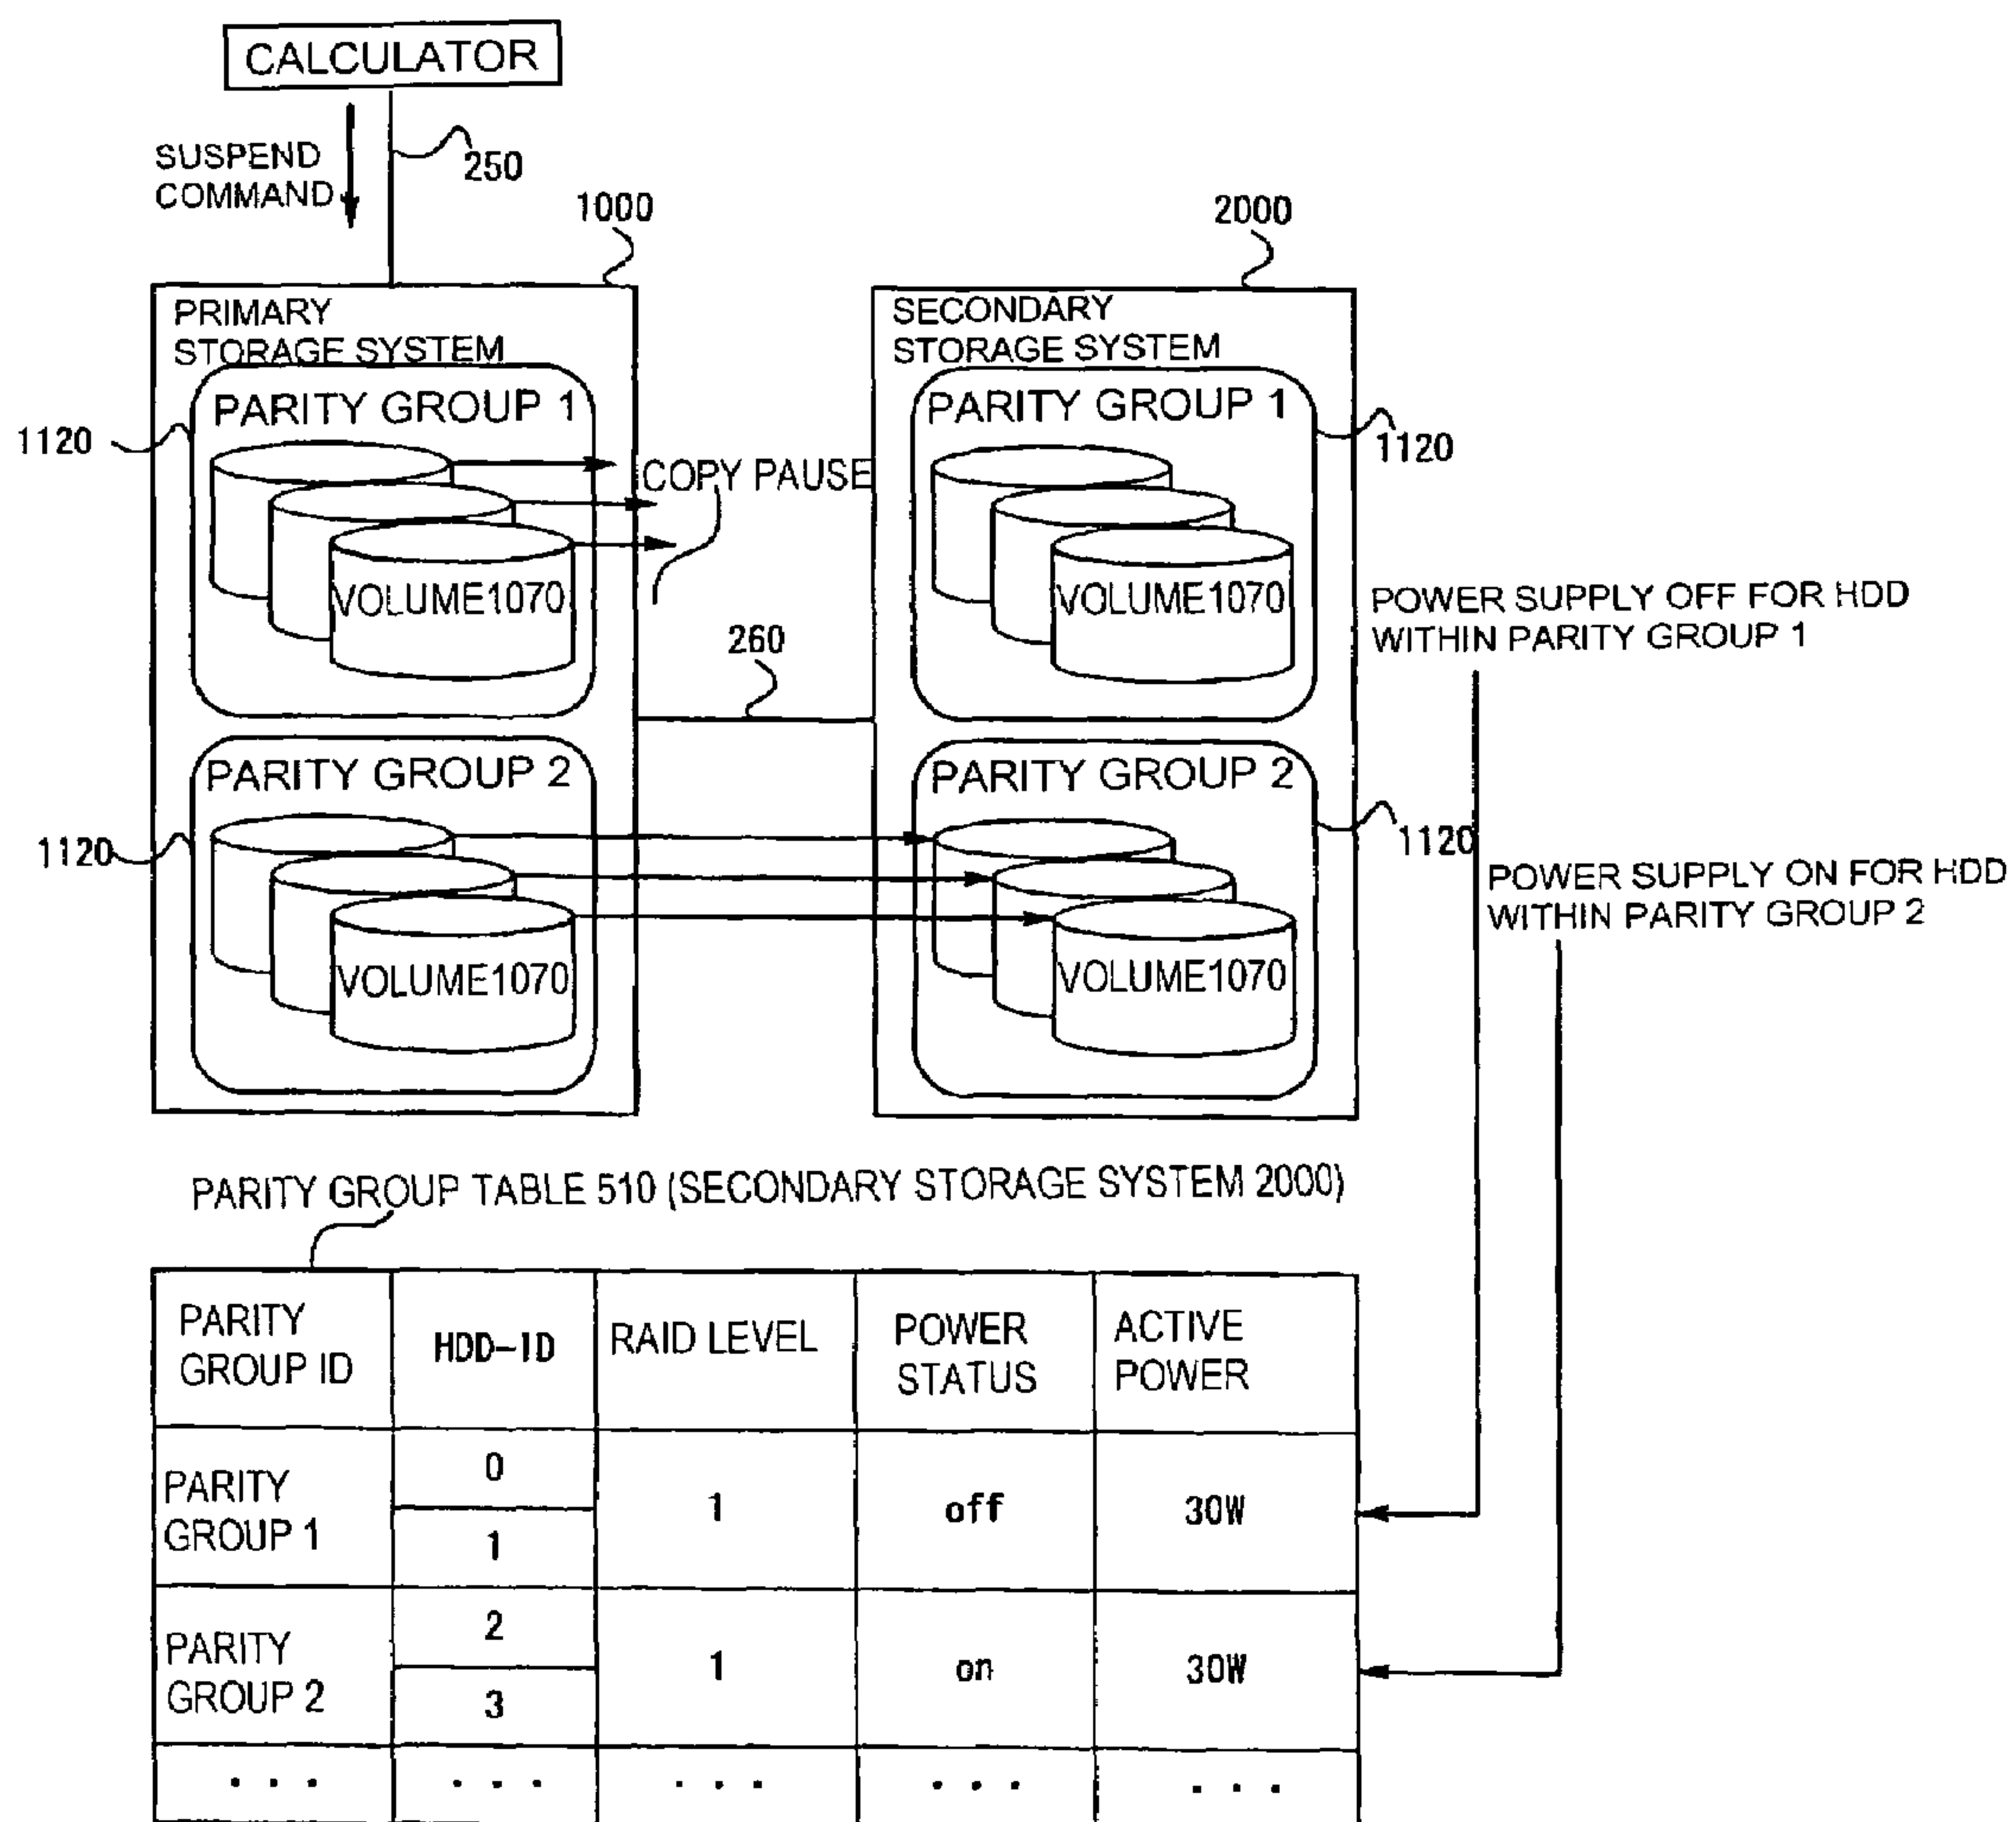 CALCULATOR
SUSPEND
COMMAND
250
1000
2000
PRIMARY
STORAGE SYSTEM
SECONDARY
STORAGE SYSTEM
PARITY GROUP 1
PARITY GROUP 1
1120
1120
COPY PAUSE
VOLUME1070
VOLUME1070
POWER SUPPLY OFF FOR HDD
WITHIN PARITY GROUP 1
260
PARITY GROUP 2
PARITY GROUP 2
1120
1120
POWER SUPPLY ON FOR HDD
WITHIN PARITY GROUP 2
VOLUME1070
VOLUME1070
PARITY GROUP TABLE 510 (SECONDARY STORAGE SYSTEM 2000)
PARITY
GROUP ID
HDD-ID
RAID LEVEL
POWER
STATUS
ACTIVE
POWER
PARITY
GROUP 1
0
1
1
off
30W
PARITY
GROUP 2
2
3
1
on
30W
. . .
. . .
. . .
. . .
. . .